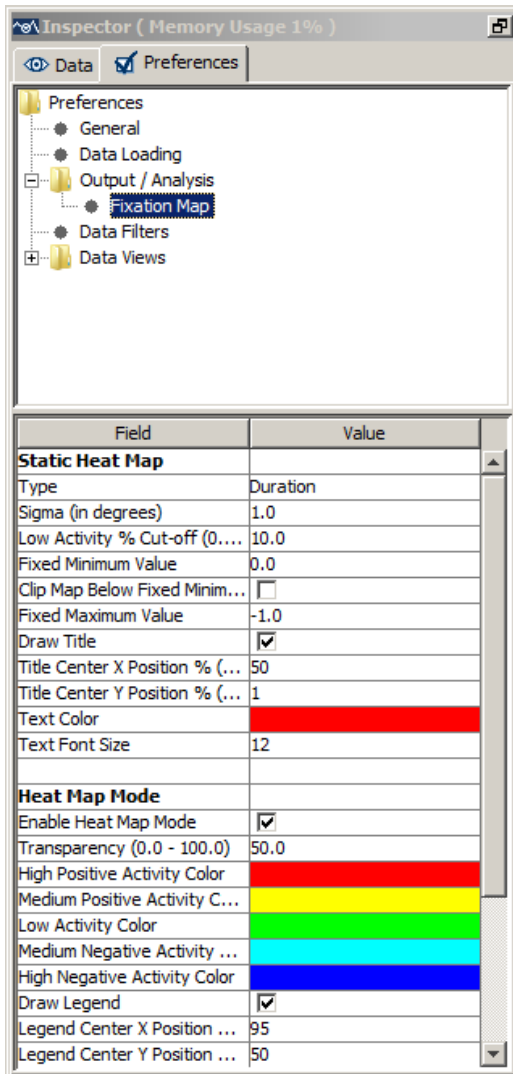 Inspector ( Memory Usage 1% )
Data Preferences
Preferences
General
Data Loading
Output / Analysis
Fixation Map
Data Filters
Data Views
Field Value
Static Heat Map
Type Duration
Sigma (in degrees) 1.0
Low Activity % Cut-off (0.... 10.0
Fixed Minimum Value 0.0
Clip Map Below Fixed Minim...
Fixed Maximum Value -1.0
Draw Title
Title Center X Position % (... 50
Title Center Y Position % (... 1
Text Color
Text Font Size 12
Heat Map Mode
Enable Heat Map Mode
Transparency (0.0 - 100.0) 50.0
High Positive Activity Color
Medium Positive Activity C...
Low Activity Color
Medium Negative Activity ...
High Negative Activity Color
Draw Legend
Legend Center X Position ... 95
Legend Center Y Position ... 50